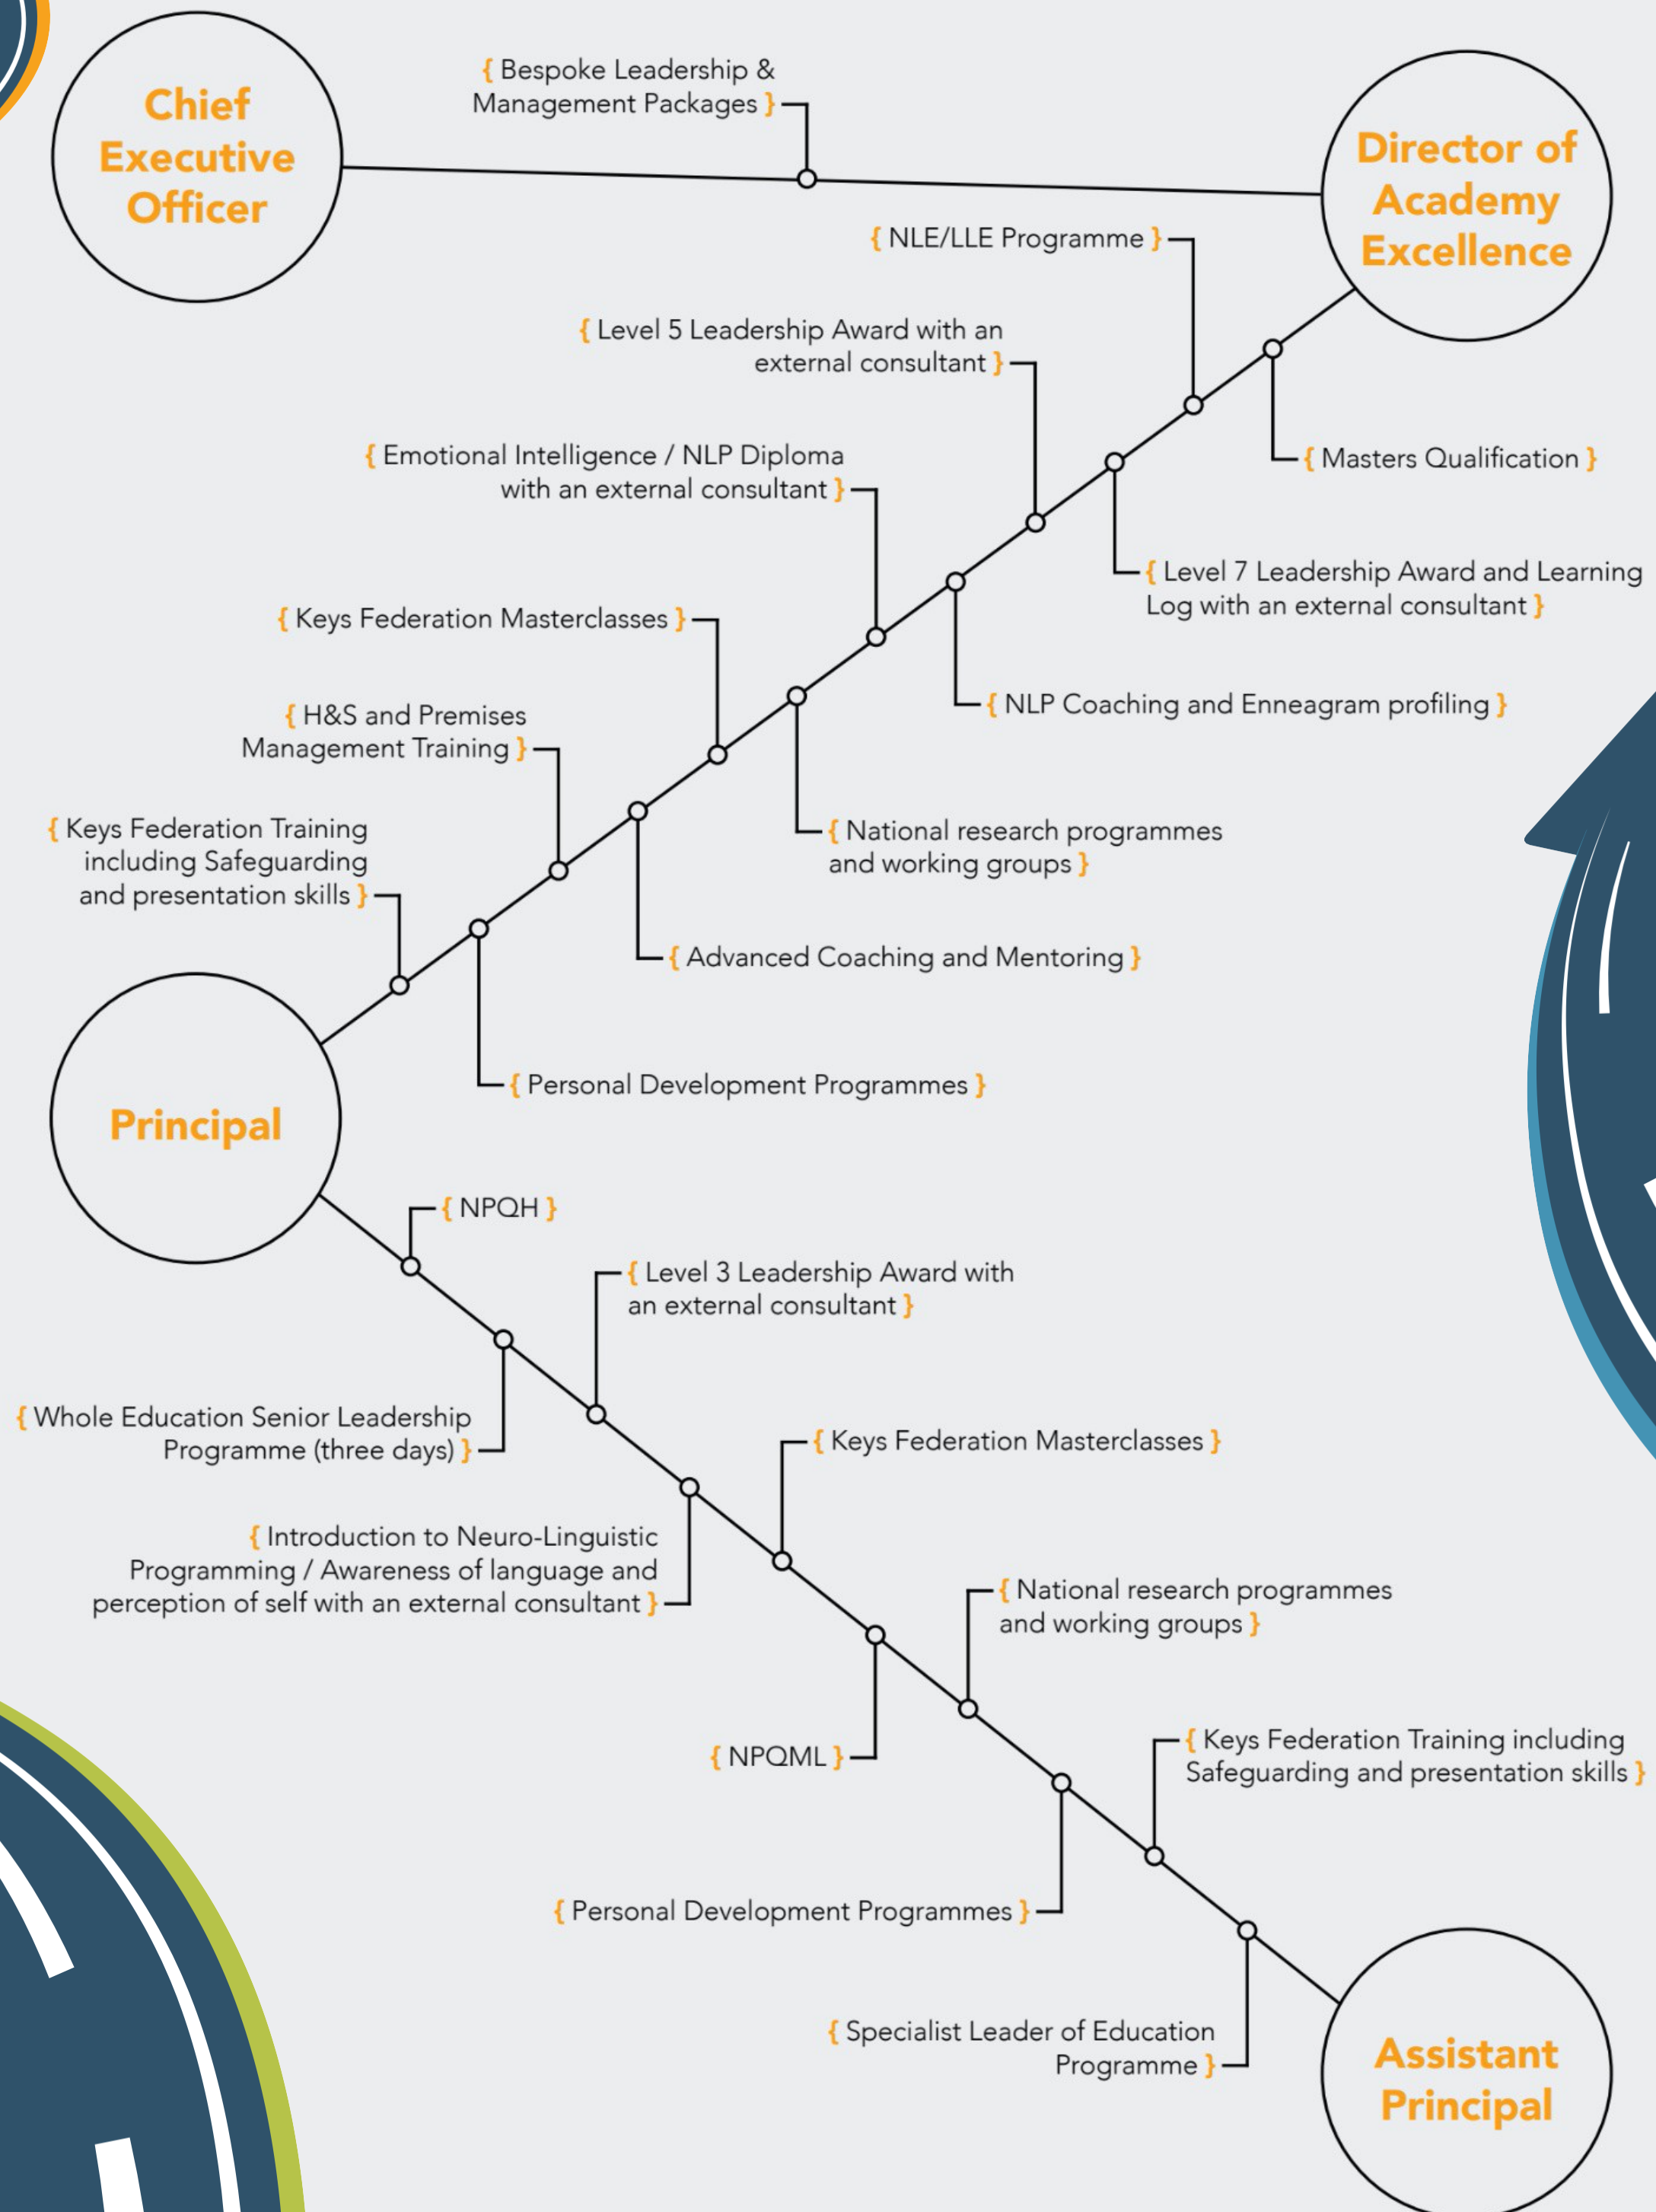 Chief
Executive
Officer
{ Bespoke Leadership &
Management Packages }
Director of
Academy
Excellence
{ NLE/LLE Programme }
{ Level 5 Leadership Award with an
external consultant }
{ Masters Qualification }
{ Emotional Intelligence / NLP Diploma
with an external consultant }
{ Level 7 Leadership Award and Learning
Log with an external consultant }
{ Keys Federation Masterclasses }
{ NLP Coaching and Enneagram profiling }
{ H&S and Premises
Management Training }
{ National research programmes
and working groups }
{ Keys Federation Training
including Safeguarding
and presentation skills }
{ Advanced Coaching and Mentoring }
{ Personal Development Programmes }
Principal
{ NPQH }
{ Level 3 Leadership Award with
an external consultant }
{ Whole Education Senior Leadership
Programme (three days) }
{ Keys Federation Masterclasses }
{ Introduction to Neuro-Linguistic
Programming / Awareness of language and
perception of self with an external consultant }
{ National research programmes
and working groups }
{ NPQML }
{ Keys Federation Training including
Safeguarding and presentation skills }
{ Personal Development Programmes }
{ Specialist Leader of Education
Programme }
Assistant
Principal